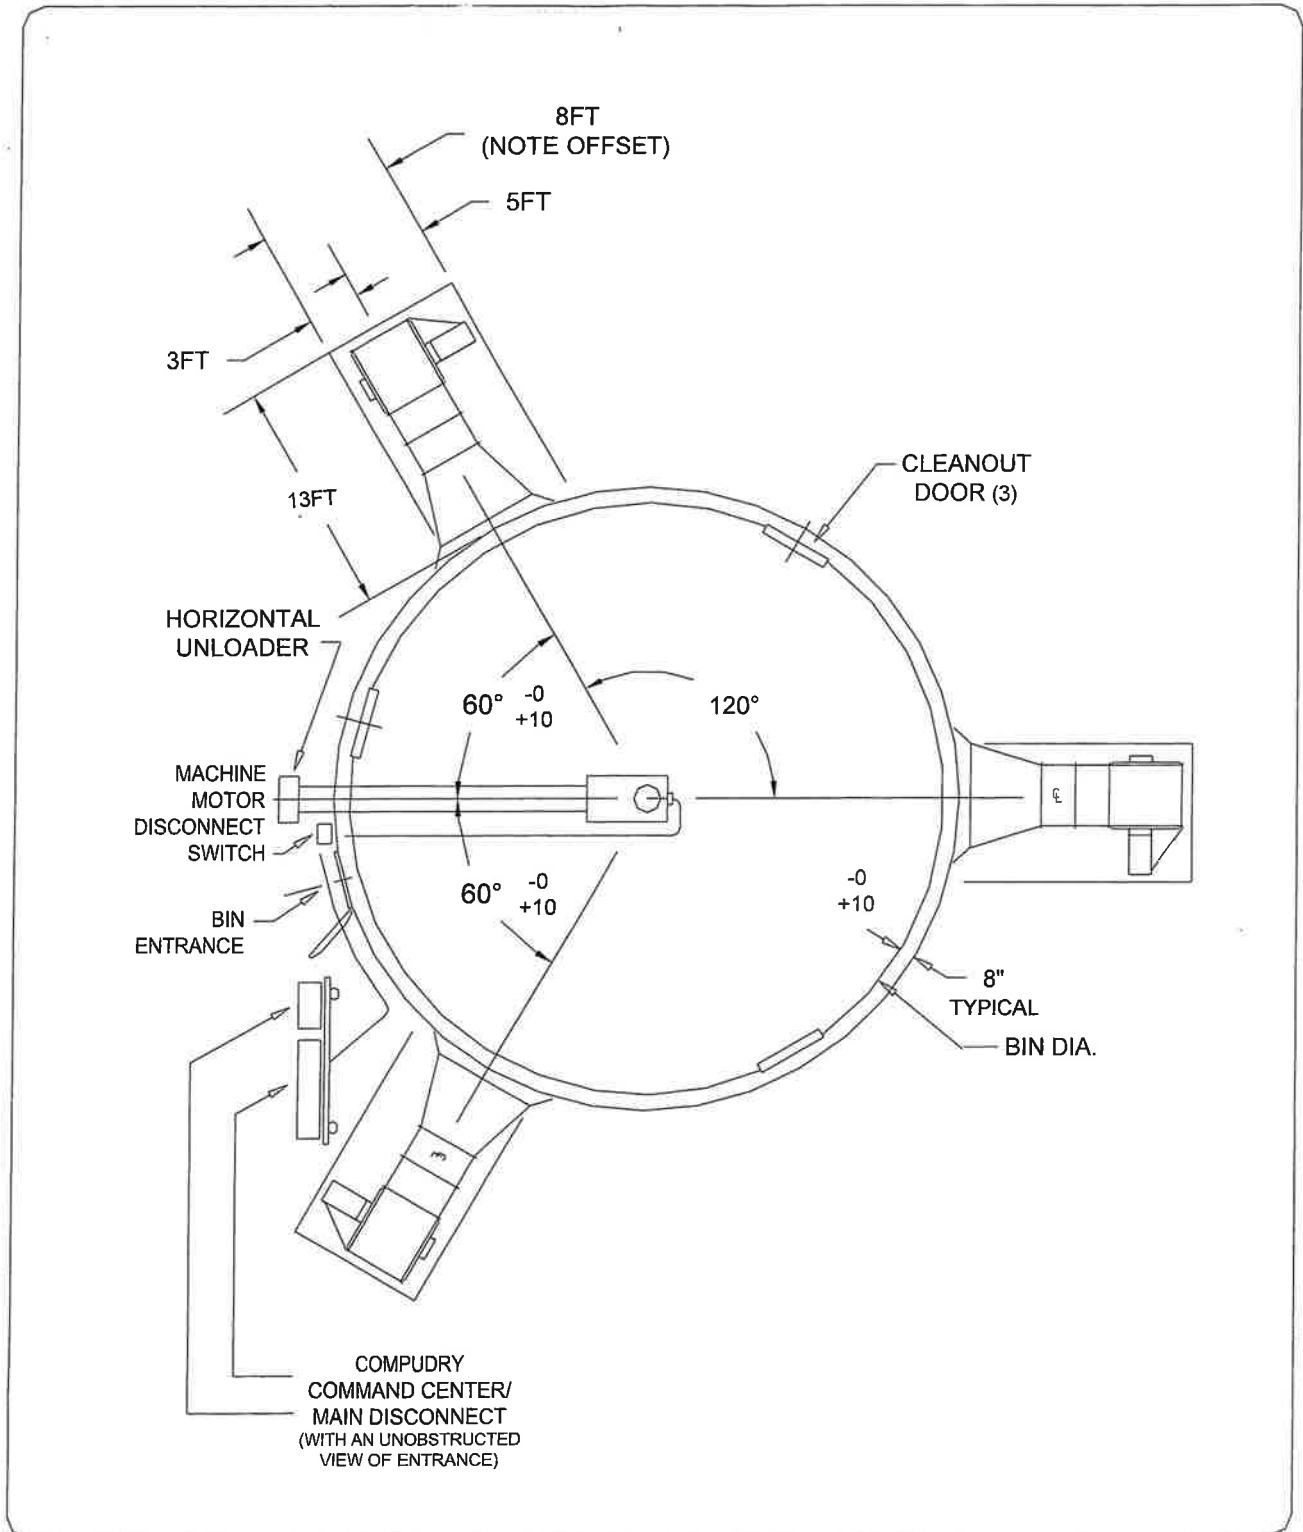 8FT
(NOTE OFFSET)
5FT
3FT
13FT
CLEANOUT
DOOR (3)
HORIZONTAL
UNLOADER
60° -0
+10
120°
MACHINE
MOTOR
DISCONNECT
SWITCH
℄
60° -0
+10
-0
+10
BIN
ENTRANCE
8"
TYPICAL
BIN DIA.
COMPUDRY
COMMAND CENTER/
MAIN DISCONNECT
(WITH AN UNOBSTRUCTED
VIEW OF ENTRANCE)